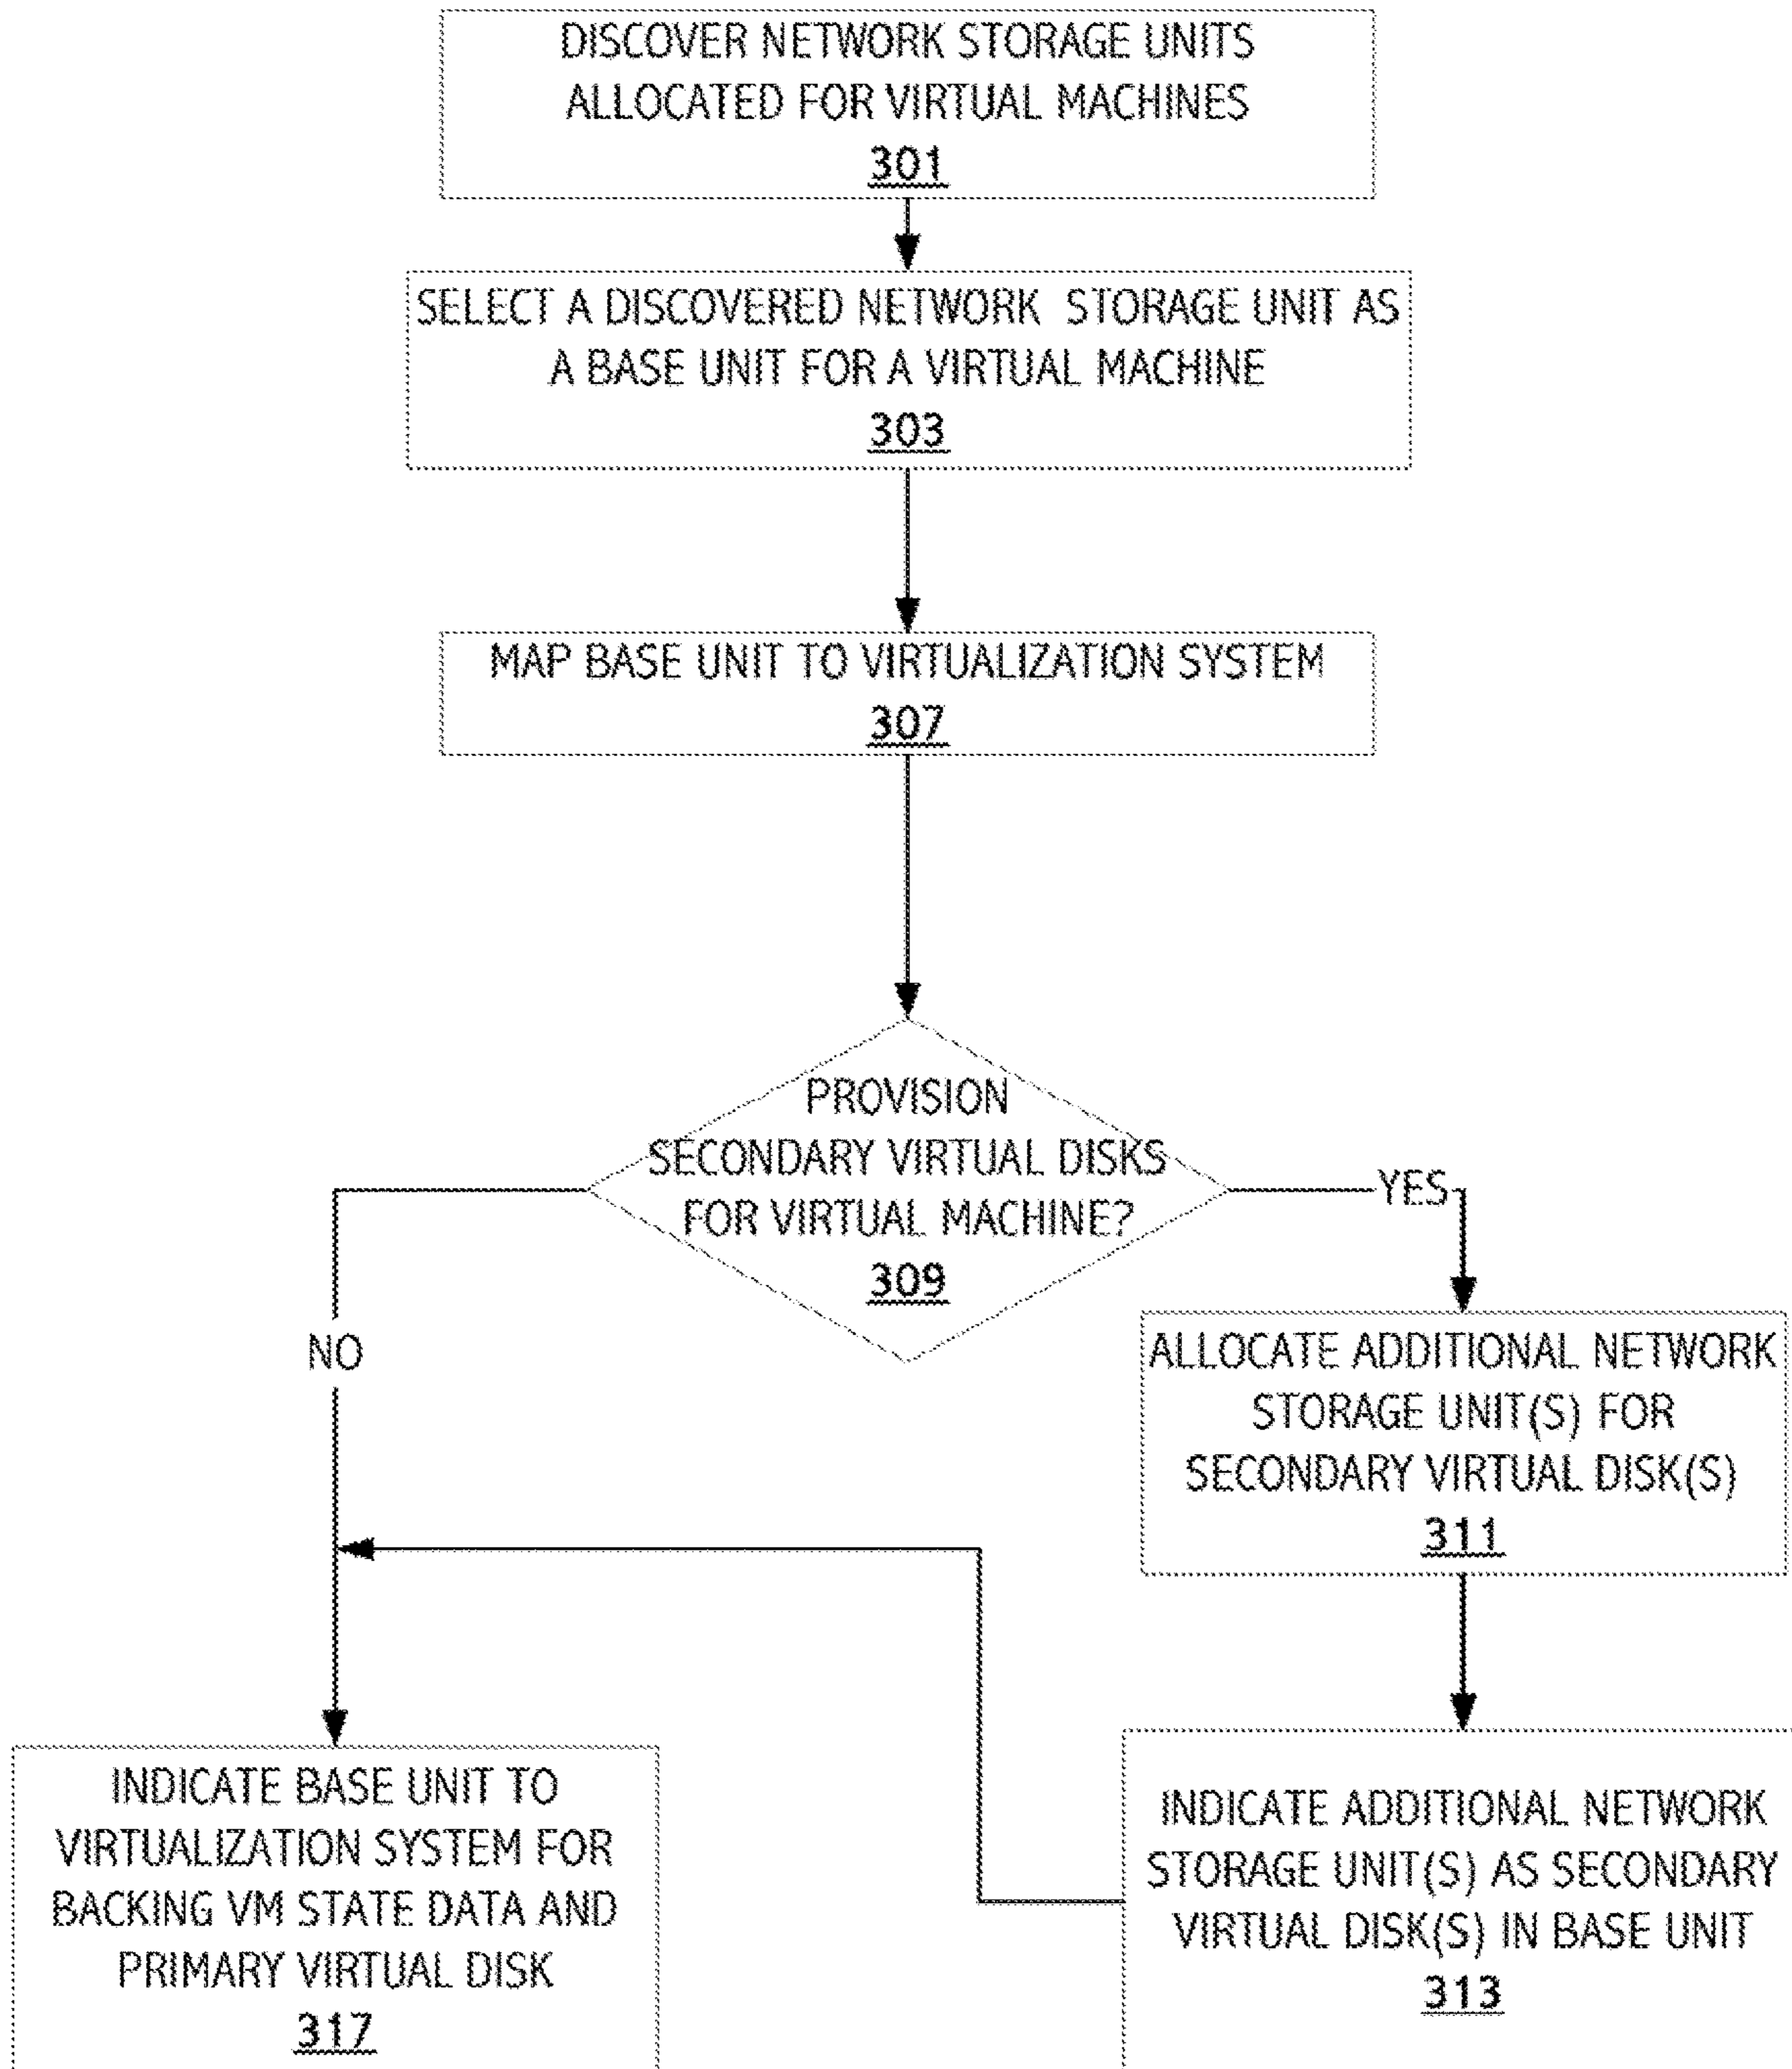 DISCOVER NETWORK STORAGE UNITS
ALLOCATED FOR VIRTUAL MACHINES
301
SELECT A DISCOVERED NETWORK STORAGE UNIT AS
A BASE UNIT FOR A VIRTUAL MACHINE
303
MAP BASE UNIT TO VIRTUALIZATION SYSTEM
307
PROVISION
SECONDARY VIRTUAL DISKS
FOR VIRTUAL MACHINE?
309
YES
NO
ALLOCATE ADDITIONAL NETWORK
STORAGE UNIT(S) FOR
SECONDARY VIRTUAL DISK(S)
311
INDICATE BASE UNIT TO
VIRTUALIZATION SYSTEM FOR
BACKING VM STATE DATA AND
PRIMARY VIRTUAL DISK
317
INDICATE ADDITIONAL NETWORK
STORAGE UNIT(S) AS SECONDARY
VIRTUAL DISK(S) IN BASE UNIT
313